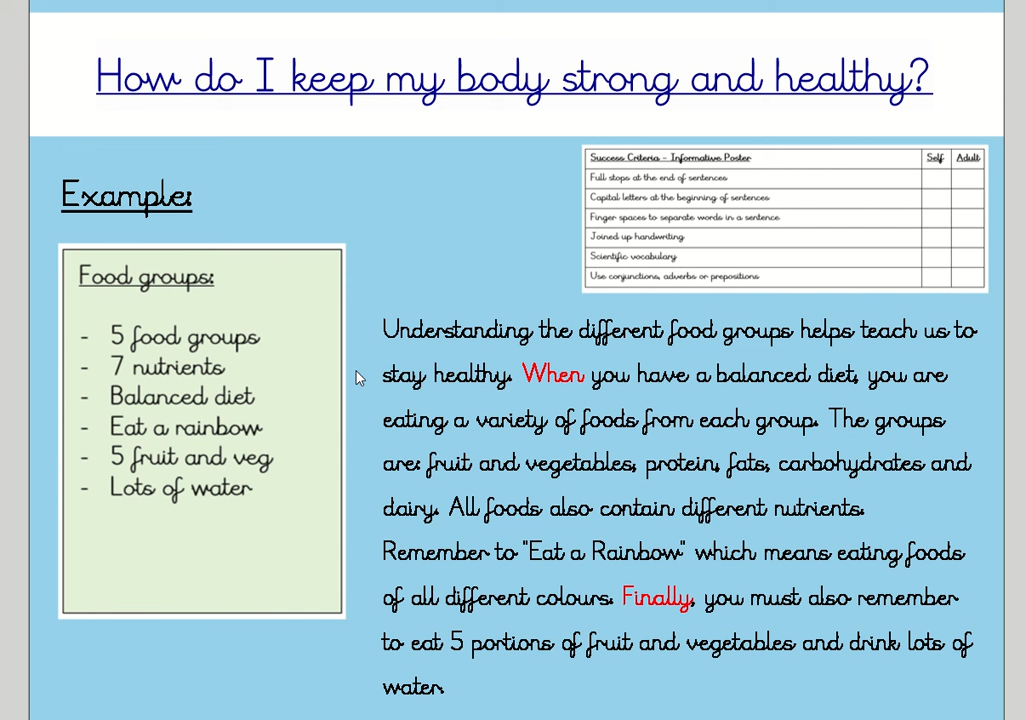 How do I keep my body strong and healthy?
Success Criteria - Informative Poster Self Adult
Full stops at the end of sentences
Capital letters at the beginning of sentences
Finger spaces to separate words in a sentence
Joined up handwriting
Scientific vocabulary
Use conjunctions, adverbs or prepositions
Example:
Food groups:
- 5 food groups
- 7 nutrients
- Balanced diet
- Eat a rainbow
- 5 fruit and veg
- Lots of water
Understanding the different food groups helps teach us to
stay healthy. When you have a balanced diet, you are
eating a variety of foods from each group. The groups
are: fruit and vegetables, protein, fats, carbohydrates and
dairy. All foods also contain different nutrients.
Remember to "Eat a Rainbow" which means eating foods
of all different colours. Finally, you must also remember
to eat 5 portions of fruit and vegetables and drink lots of
water.